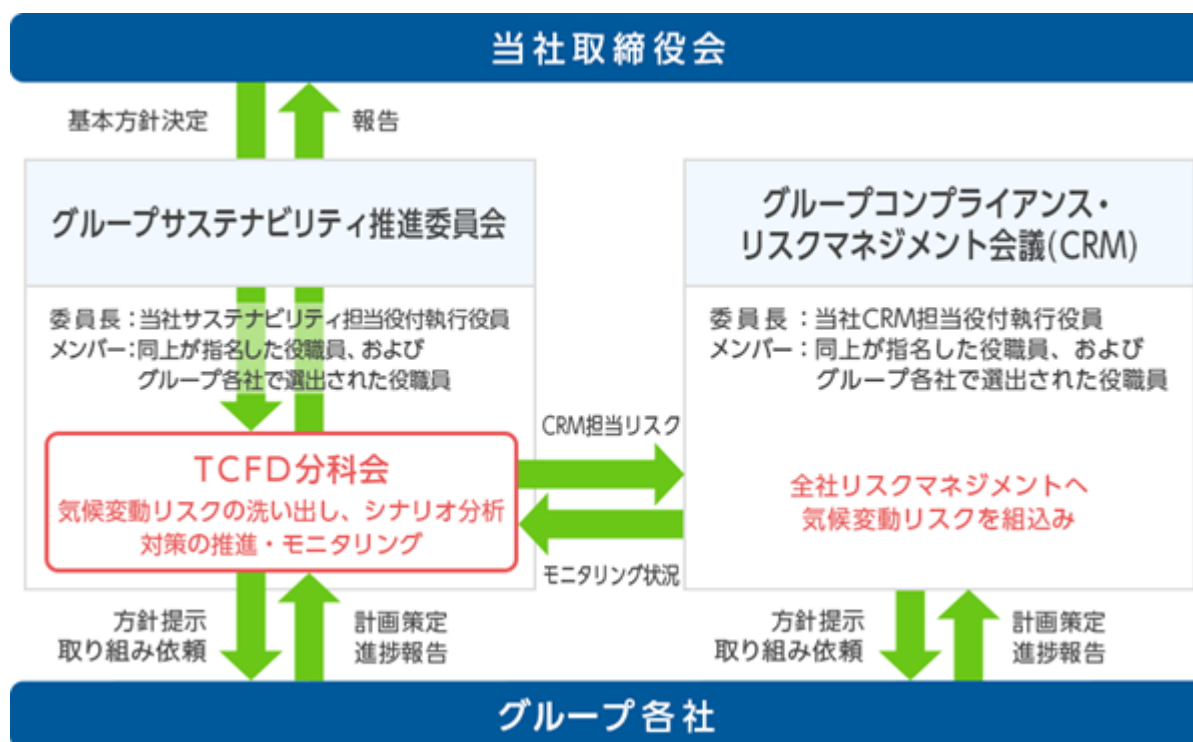 当社取締役会
基本方針決定
報告
グループサステナビリティ推進委員会
委員長：当社サステナビリティ担当役付執行役員
メンバー：同上が指名した役職員、および
グループ各社で選出された役職員
TCFD分科会
気候変動リスクの洗い出し、シナリオ分析
対策の推進・モニタリング
CRM担当リスク
モニタリング状況
グループコンプライアンス・
リスクマネジメント会議(CRM)
委員長：当社CRM担当役付執行役員
メンバー：同上が指名した役職員、および
グループ各社で選出された役職員
全社リスクマネジメントへ
気候変動リスクを組込み
方針提示
取り組み依頼
計画策定
進捗報告
方針提示
取り組み依頼
計画策定
進捗報告
グループ各社